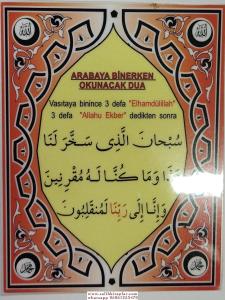 الله
الله
ARABAYA BİNERKEN
OKUNACAK DUA
Vasıtaya binince 3 defa "Elhamdülillah"
3 defa "Allahu Ekber" dedikten sonra
سُبْحَانَ الَّذِي سَخَّرَ لَنَا
هٰذَا وَمَا كُنَّا لَهُ مُقْرِنِينَ
وَإِنَّا إِلَى رَبِّنَا لَمُنْقَلِبُونَ
محمد
محمد